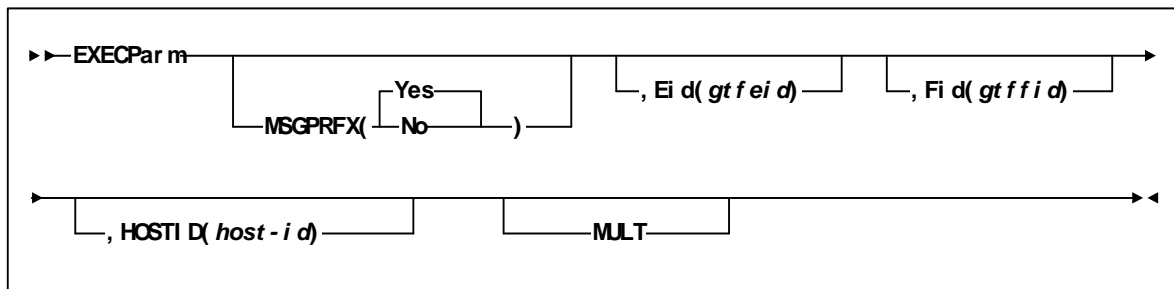 EXECParm
Yes
, Eid(gtfeid)
, Fid(gtffid)
MSGPRFX( No )
, HOSTID(host-id)
MULT